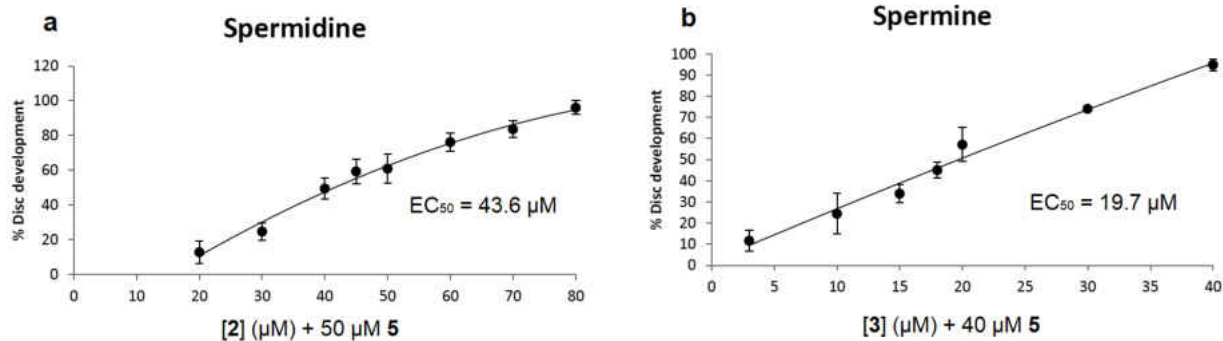 a
Spermidine
% Disc development
120
100
80
60
40
20
0
0 10 20 30 40 50 60 70 80
EC₅₀ = 43.6 µM
[2] (µM) + 50 µM 5
b
Spermine
% Disc development
100
90
80
70
60
50
40
30
20
10
0
0 5 10 15 20 25 30 35 40
EC₅₀ = 19.7 µM
[3] (µM) + 40 µM 5